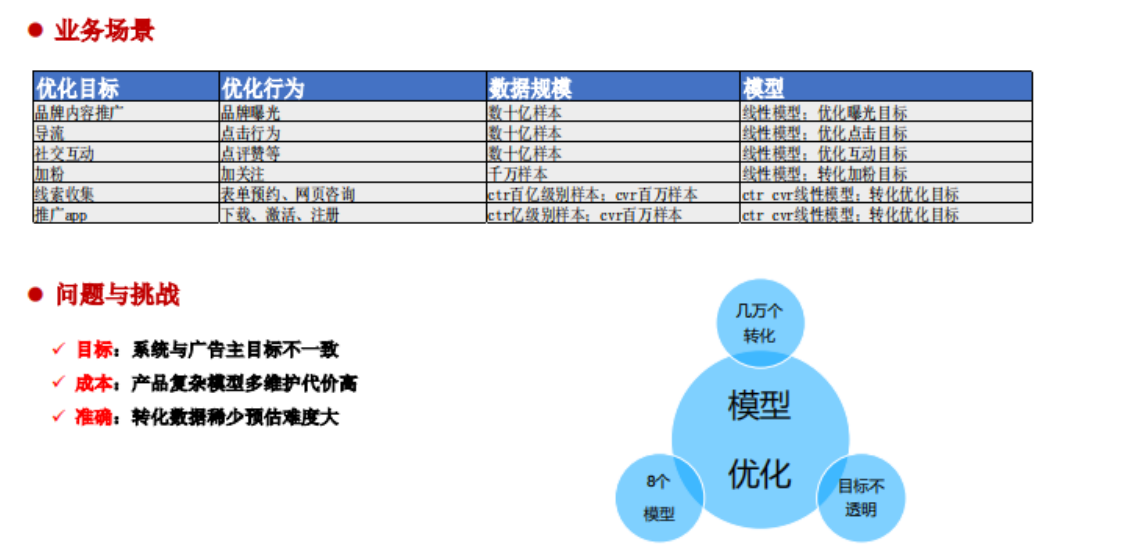 业务场景
优化目标 优化行为 数据规模 模型
品牌内容推广 品牌曝光 数十亿样本 线性模型；优化曝光目标
导流 点击行为 数十亿样本 线性模型；优化点击目标
社交互动 点评赞等 数十亿样本 线性模型；优化互动目标
加粉 加关注 千万样本 线性模型；转化加粉目标
线索收集 表单预约、网页咨询 ctr百亿级别样本；cvr百万样本 ctr cvr线性模型；转化优化目标
推广app 下载、激活、注册 ctr亿级别样本；cvr百万样本 ctr cvr线性模型；转化优化目标
问题与挑战
✓ 目标：系统与广告主目标不一致
✓ 成本：产品复杂模型多维护代价高
✓ 准确：转化数据稀少预估难度大
几万个
转化
模型
优化
8个
模型
目标不
透明